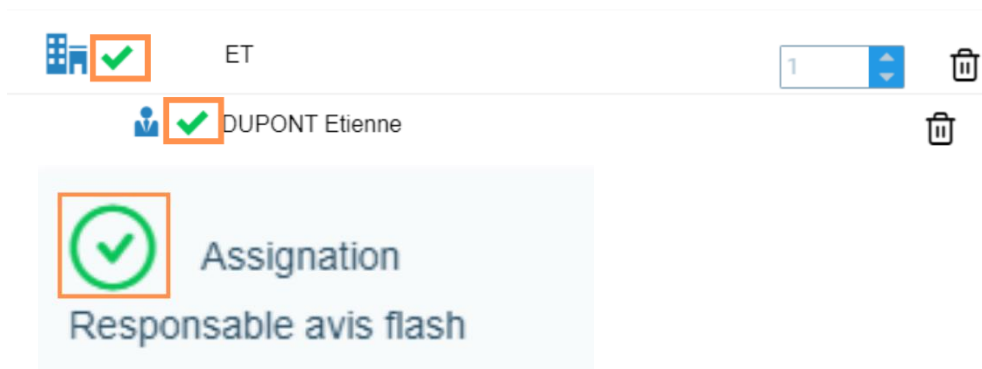 ET
1
DUPONT Etienne
Assignation
Responsable avis flash